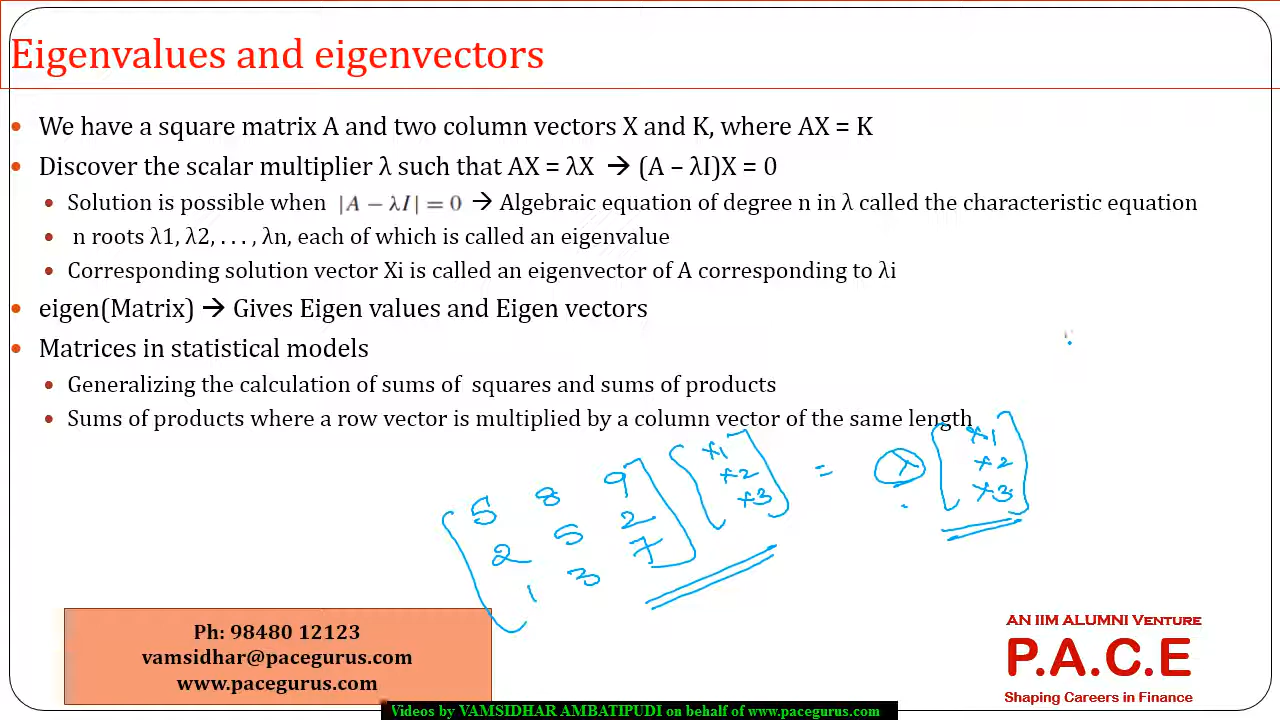 Eigenvalues and eigenvectors
• We have a square matrix A and two column vectors X and K, where AX = K
• Discover the scalar multiplier λ such that AX = λX → (A – λI)X = 0
• Solution is possible when |A − λI| = 0 → Algebraic equation of degree n in λ called the characteristic equation
• n roots λ1, λ2, . . . , λn, each of which is called an eigenvalue
• Corresponding solution vector Xi is called an eigenvector of A corresponding to λi
• eigen(Matrix) → Gives Eigen values and Eigen vectors
• Matrices in statistical models
• Generalizing the calculation of sums of squares and sums of products
• Sums of products where a row vector is multiplied by a column vector of the same length
5 8 9 x1 = λ x1
2 5 2 x2 x2
1 3 7 x3 x3
Ph: 98480 12123
vamsidhar@pacegurus.com
www.pacegurus.com
AN IIM ALUMNI VENTURE
P.A.C.E
Shaping Careers in Finance
Videos by VAMSIDHAR AMBATIPUDI on behalf of www.pacegurus.com